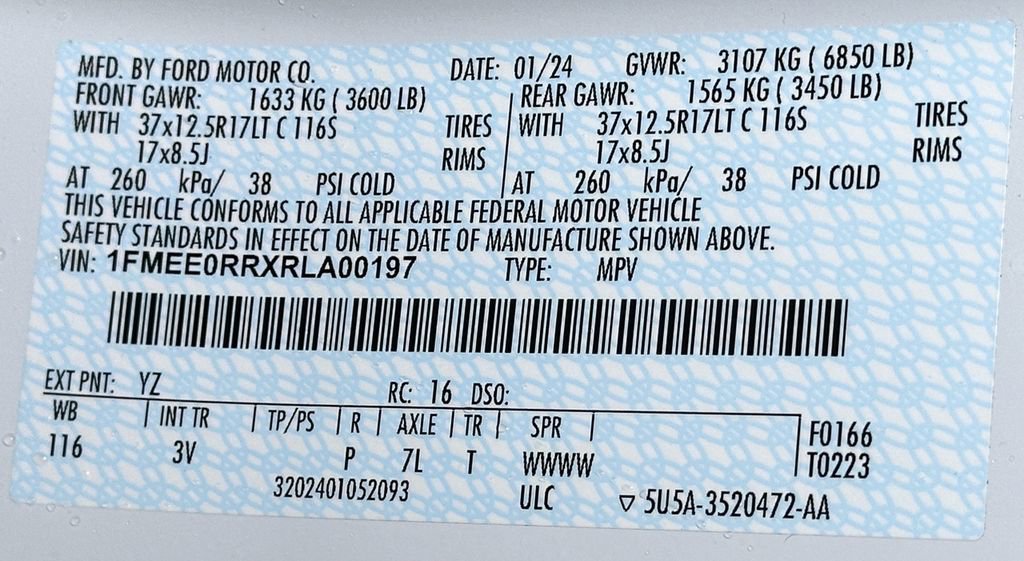 MFD. BY FORD MOTOR CO. DATE: 01/24 GVWR: 3107 KG ( 6850 LB)
FRONT GAWR: 1633 KG ( 3600 LB) REAR GAWR: 1565 KG ( 3450 LB)
WITH 37x12.5R17LT C 116S TIRES WITH 37x12.5R17LT C 116S TIRES
17x8.5J RIMS 17x8.5J RIMS
AT 260 kPa/ 38 PSI COLD AT 260 kPa/ 38 PSI COLD
THIS VEHICLE CONFORMS TO ALL APPLICABLE FEDERAL MOTOR VEHICLE
SAFETY STANDARDS IN EFFECT ON THE DATE OF MANUFACTURE SHOWN ABOVE.
VIN: 1FMEE0RRXRLA00197 TYPE: MPV
EXT PNT: YZ RC: 16 DSO:
WB INT TR TP/PS R AXLE TR SPR F0166
116 3V P 7L T WWWW T0223
3202401052093 ULC ▽ 5U5A-3520472-AA